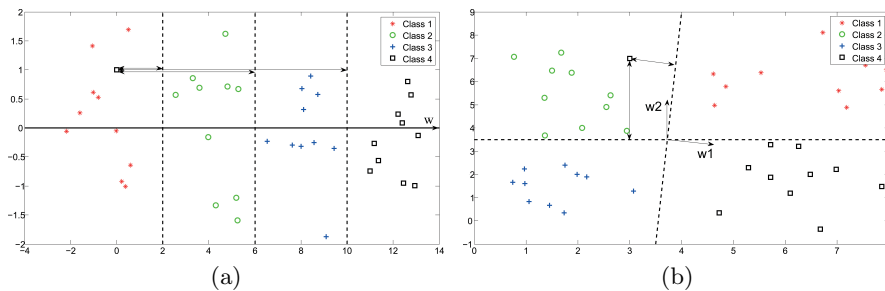 2
1.5
1
0.5
0
−0.5
−1
−1.5
−2
−4 −2 0 2 4 6 8 10 12 14
Class 1
Class 2
Class 3
Class 4
w
(a)
9
8
7
6
5
4
3
2
1
0
−1
0 1 2 3 4 5 6 7
Class 1
Class 2
Class 3
Class 4
w2
w1
(b)